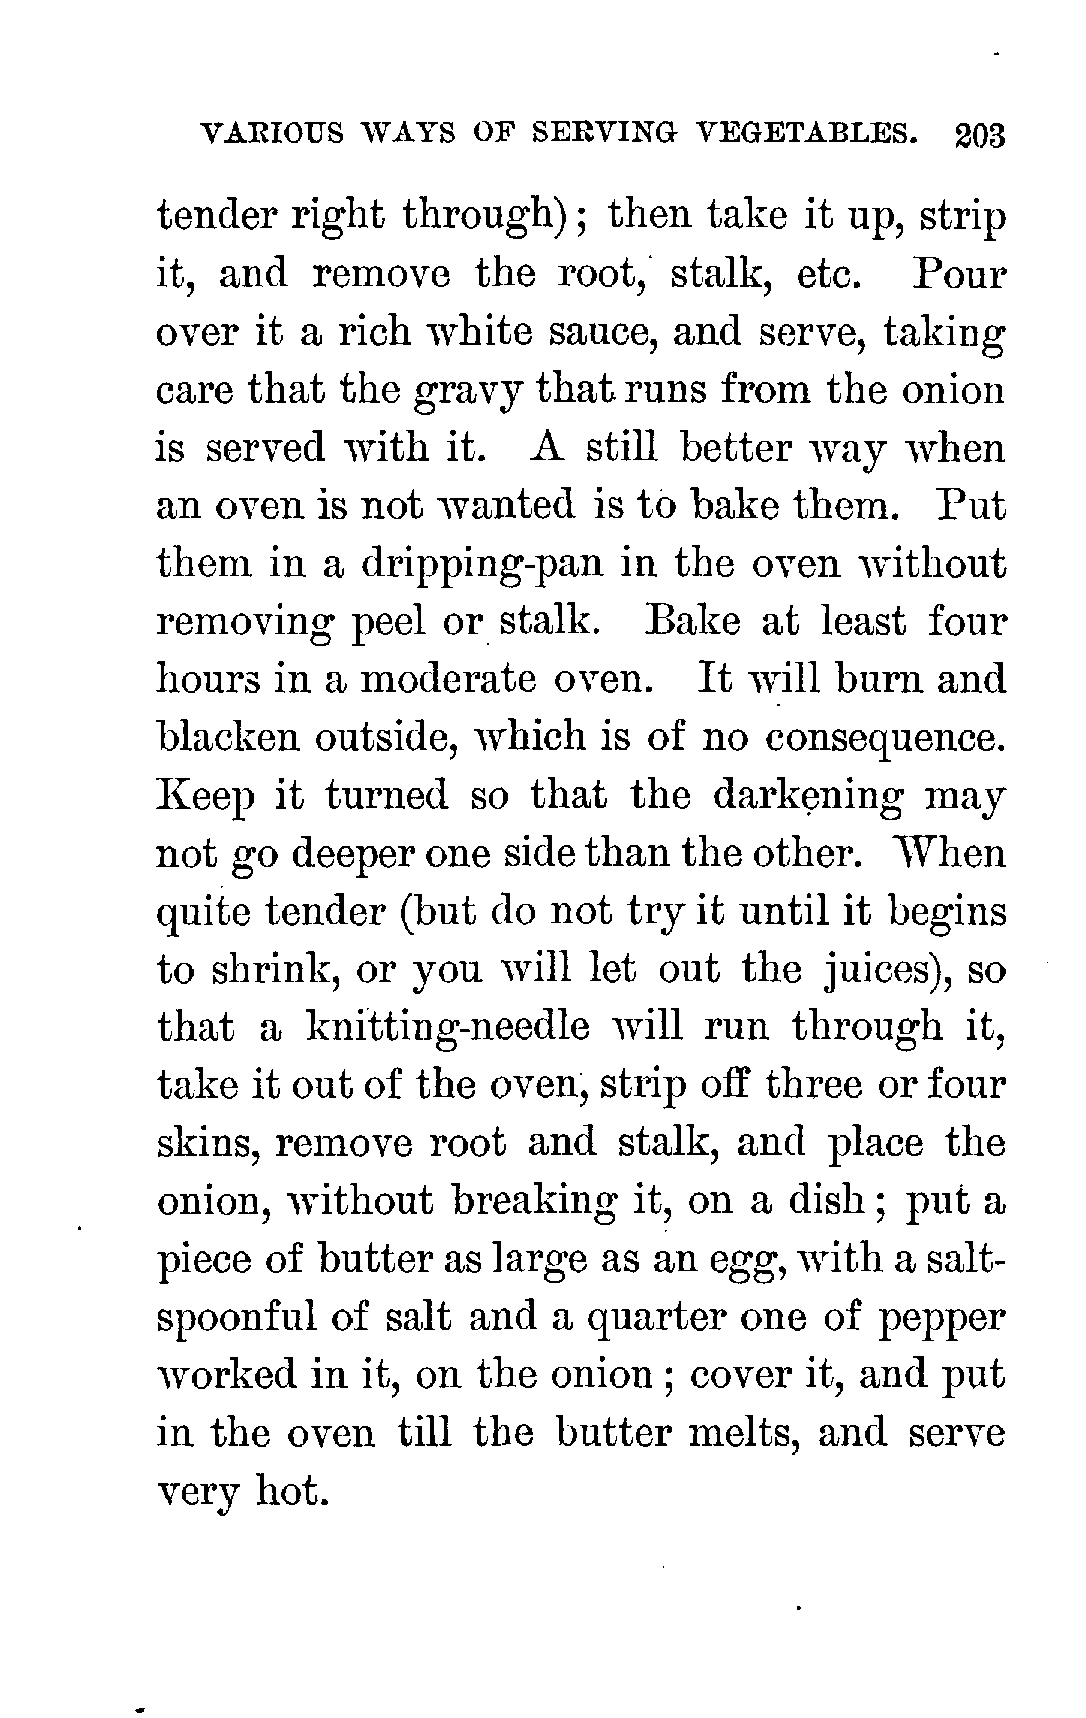 VARIOUS WAYS OF SERVING VEGETABLES. 203
tender right through); then take it up, strip
it, and remove the root, stalk, etc. Pour
over it a rich white sauce, and serve, taking
care that the gravy that runs from the onion
is served with it. A still better way when
an oven is not wanted is to bake them. Put
them in a dripping-pan in the oven without
removing peel or stalk. Bake at least four
hours in a moderate oven. It will burn and
blacken outside, which is of no consequence.
Keep it turned so that the darkening may
not go deeper one side than the other. When
quite tender (but do not try it until it begins
to shrink, or you will let out the juices), so
that a knitting-needle will run through it,
take it out of the oven, strip off three or four
skins, remove root and stalk, and place the
onion, without breaking it, on a dish; put a
piece of butter as large as an egg, with a salt-
spoonful of salt and a quarter one of pepper
worked in it, on the onion; cover it, and put
in the oven till the butter melts, and serve
very hot.